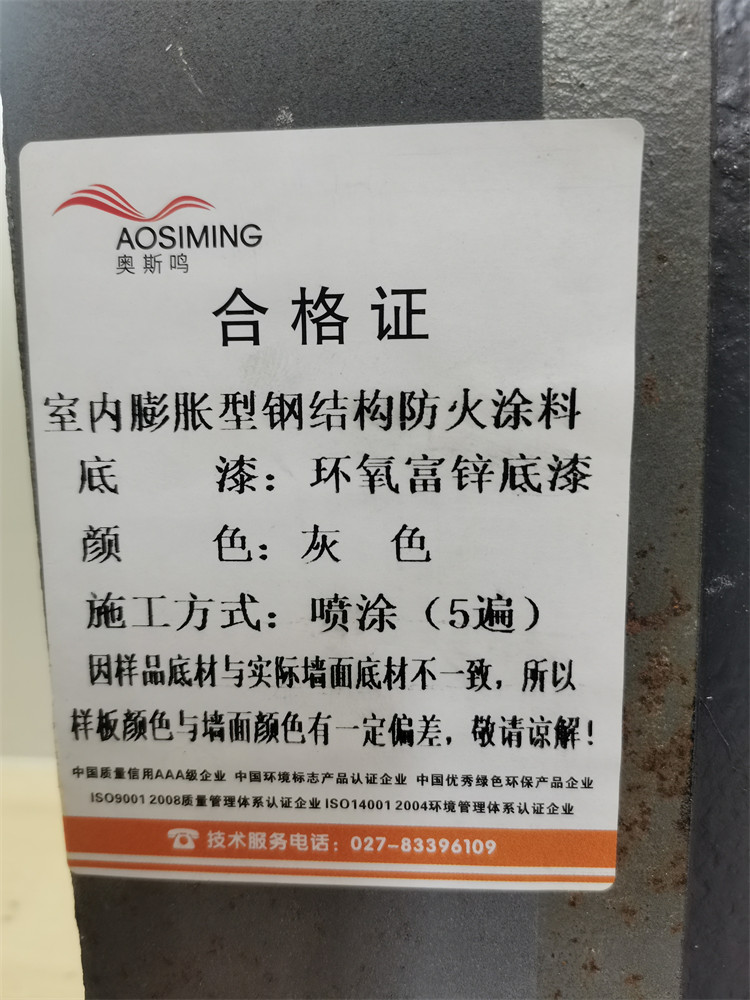 AOSIMING
奥斯鸣
合格证
室内膨胀型钢结构防火涂料
底 漆：环氧富锌底漆
颜 色：灰 色
施工方式：喷涂（5遍）
因样品底材与实际墙面底材不一致，所以
样板颜色与墙面颜色有一定偏差，敬请谅解！
中国质量信用AAA级企业 中国环境标志产品认证企业 中国优秀绿色环保产品企业
ISO9001 2008质量管理体系认证企业 ISO14001 2004环境管理体系认证企业
技术服务电话：027-83396109